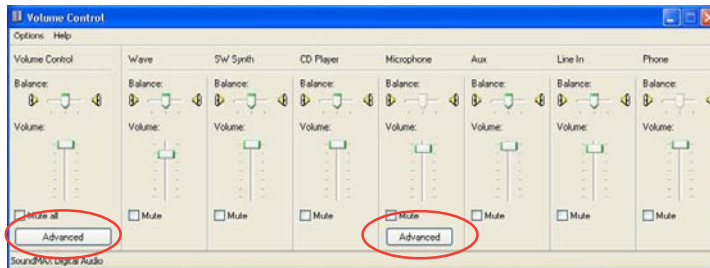 Volume Control
Options Help
Volume Control Wave SW Synth CD Player Microphone Aux Line In Phone
Balance: Balance: Balance: Balance: Balance: Balance: Balance: Balance:
Volume: Volume: Volume: Volume: Volume: Volume: Volume: Volume:
Mute all Mute Mute Mute Mute Mute Mute Mute
Advanced Advanced
SoundMAX Digital Audio